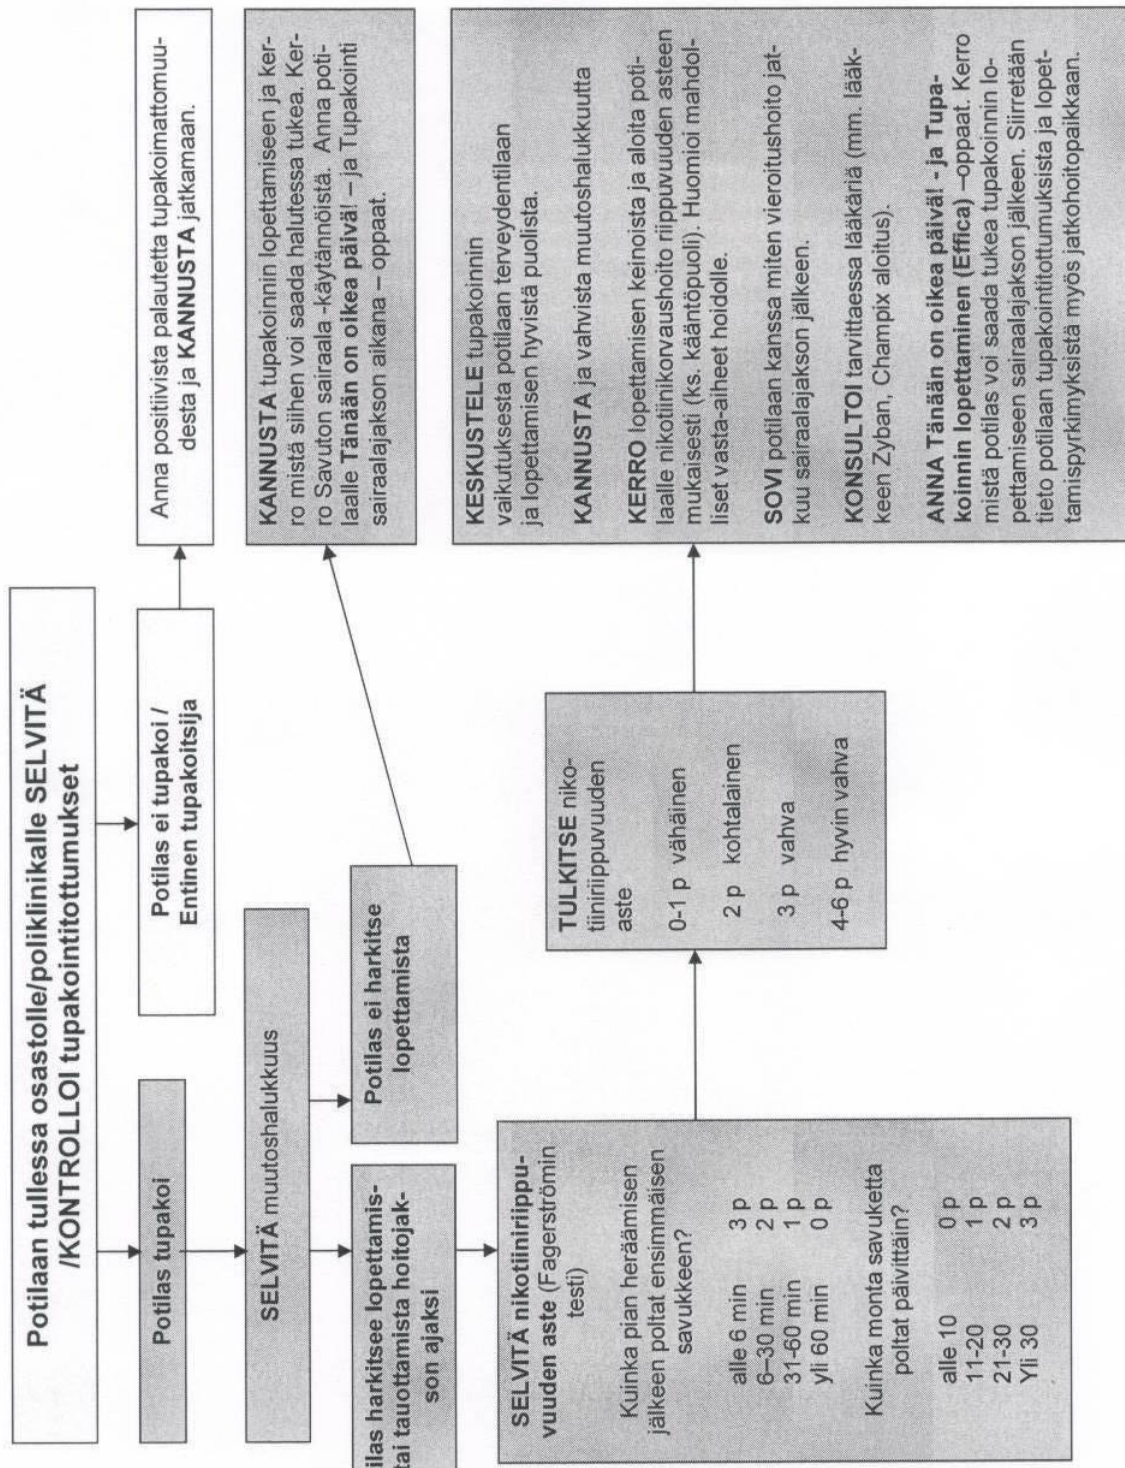 Potilaan tullessa osastolle/poliklinikalle SELVITÄ
/KONTROLLOI tupakointitottumukset
Potilas tupakoi
Potilas ei tupakoi /
Entinen tupakoitsija
Anna positiivista palautetta tupakoimattomuu-
desta ja KANNUSTA jatkamaan.
SELVITÄ muutoshalukkuus
ilas harkitsee lopettamis-
tai tauottamista hoitojak-
son ajaksi
Potilas ei harkitse
lopettamista
KANNUSTA tupakoinnin lopettamiseen ja ker-
ro mistä siihen voi saada halutessa tukea. Ker-
ro Savuton sairaala -käytännöistä. Anna poti-
laalle Tänään on oikea päivä! – ja Tupakointi
sairaalajakson aikana – oppaat.
SELVITÄ nikotiiniriippu-
vuuden aste (Fagerströmin
testi)
Kuinka pian heräämisen
jälkeen poltat ensimmäisen
savukkeen?
alle 6 min 3 p
6–30 min 2 p
31-60 min 1 p
yli 60 min 0 p
Kuinka monta savuketta
poltat päivittäin?
alle 10 0 p
11-20 1 p
21-30 2 p
Yli 30 3 p
TULKITSE niko-
tiiniriippuvuuden
aste
0-1 p vähäinen
2 p kohtalainen
3 p vahva
4-6 p hyvin vahva
KESKUSTELE tupakoinnin
vaikutuksesta potilaan terveydentilaan
ja lopettamisen hyvistä puolista.
KANNUSTA ja vahvista muutoshalukkuutta
KERRO lopettamisen keinoista ja aloita poti-
laalle nikotiinikorvaushoito riippuvuuden asteen
mukaisesti (ks. kääntöpuoli). Huomioi mahdol-
liset vasta-aiheet hoidolle.
SOVI potilaan kanssa miten vieroitushoito jat-
kuu sairaalajakson jälkeen.
KONSULTOI tarvittaessa lääkäriä (mm. lääk-
keen Zyban, Champix aloitus).
ANNA Tänään on oikea päivä! - ja Tupa-
koinnin lopettaminen (Effica) –oppaat. Kerro
mistä potilas voi saada tukea tupakoinnin lo-
pettamiseen sairaalajakson jälkeen. Siirretään
tieto potilaan tupakointitottumuksista ja lopet-
tamispyrkimyksistä myös jatkohoitopaikkaan.